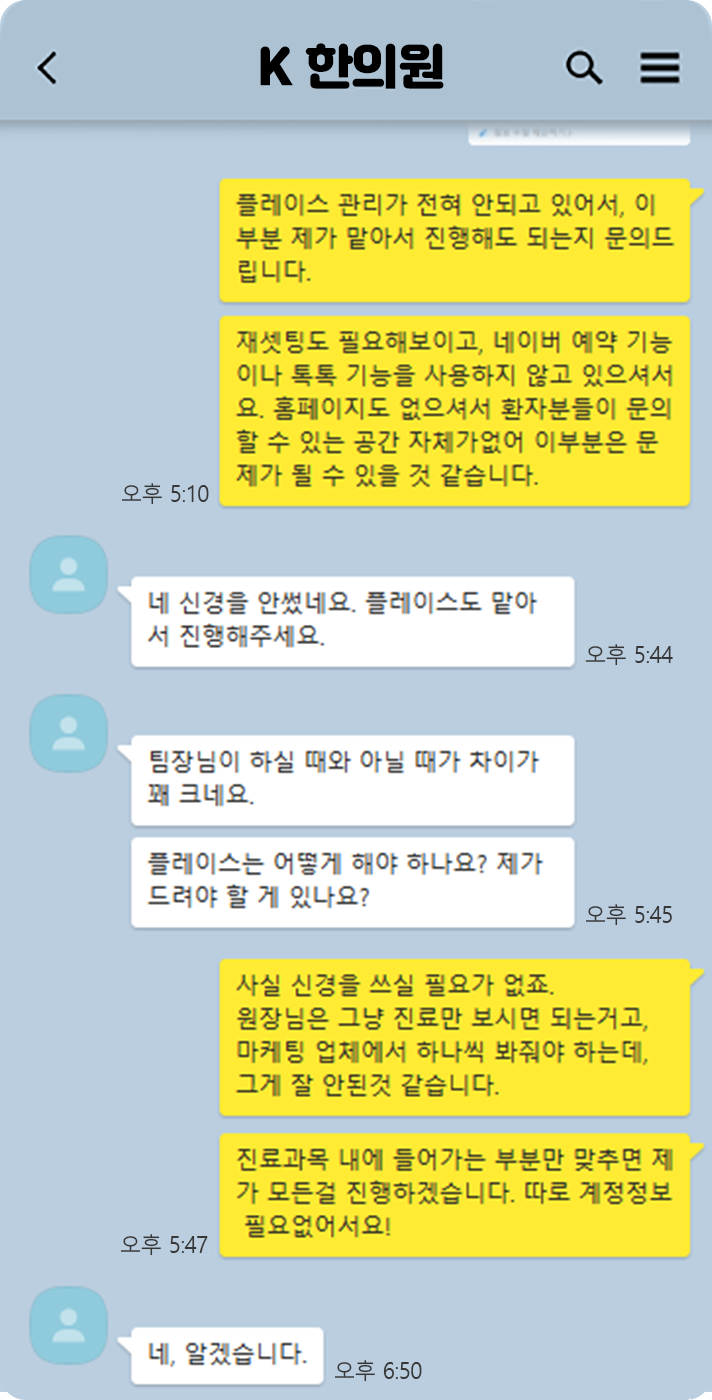 K 한의원
플레이스 관리가 전혀 안되고 있어서, 이
부분 제가 맡아서 진행해도 되는지 문의드
립니다.
재셋팅도 필요해보이고, 네이버 예약 기능
이나 톡톡 기능을 사용하지 않고 있으셔서
요. 홈페이지도 없으셔서 환자분들이 문의
할 수 있는 공간 자체가없어 이부분은 문
제가 될 수 있을 것 같습니다.
오후 5:10
네 신경을 안썼네요. 플레이스도 맡아
서 진행해주세요.
오후 5:44
팀장님이 하실 때와 아닐 때가 차이가
꽤 크네요.
플레이스는 어떻게 해야 하나요? 제가
드려야 할 게 있나요?
오후 5:45
사실 신경을 쓰실 필요가 없죠.
원장님은 그냥 진료만 보시면 되는거고,
마케팅 업체에서 하나씩 봐줘야 하는데,
그게 잘 안된것 같습니다.
진료과목 내에 들어가는 부분만 맞추면 제
가 모든걸 진행하겠습니다. 따로 계정정보
필요없어서요!
오후 5:47
네, 알겠습니다.
오후 6:50